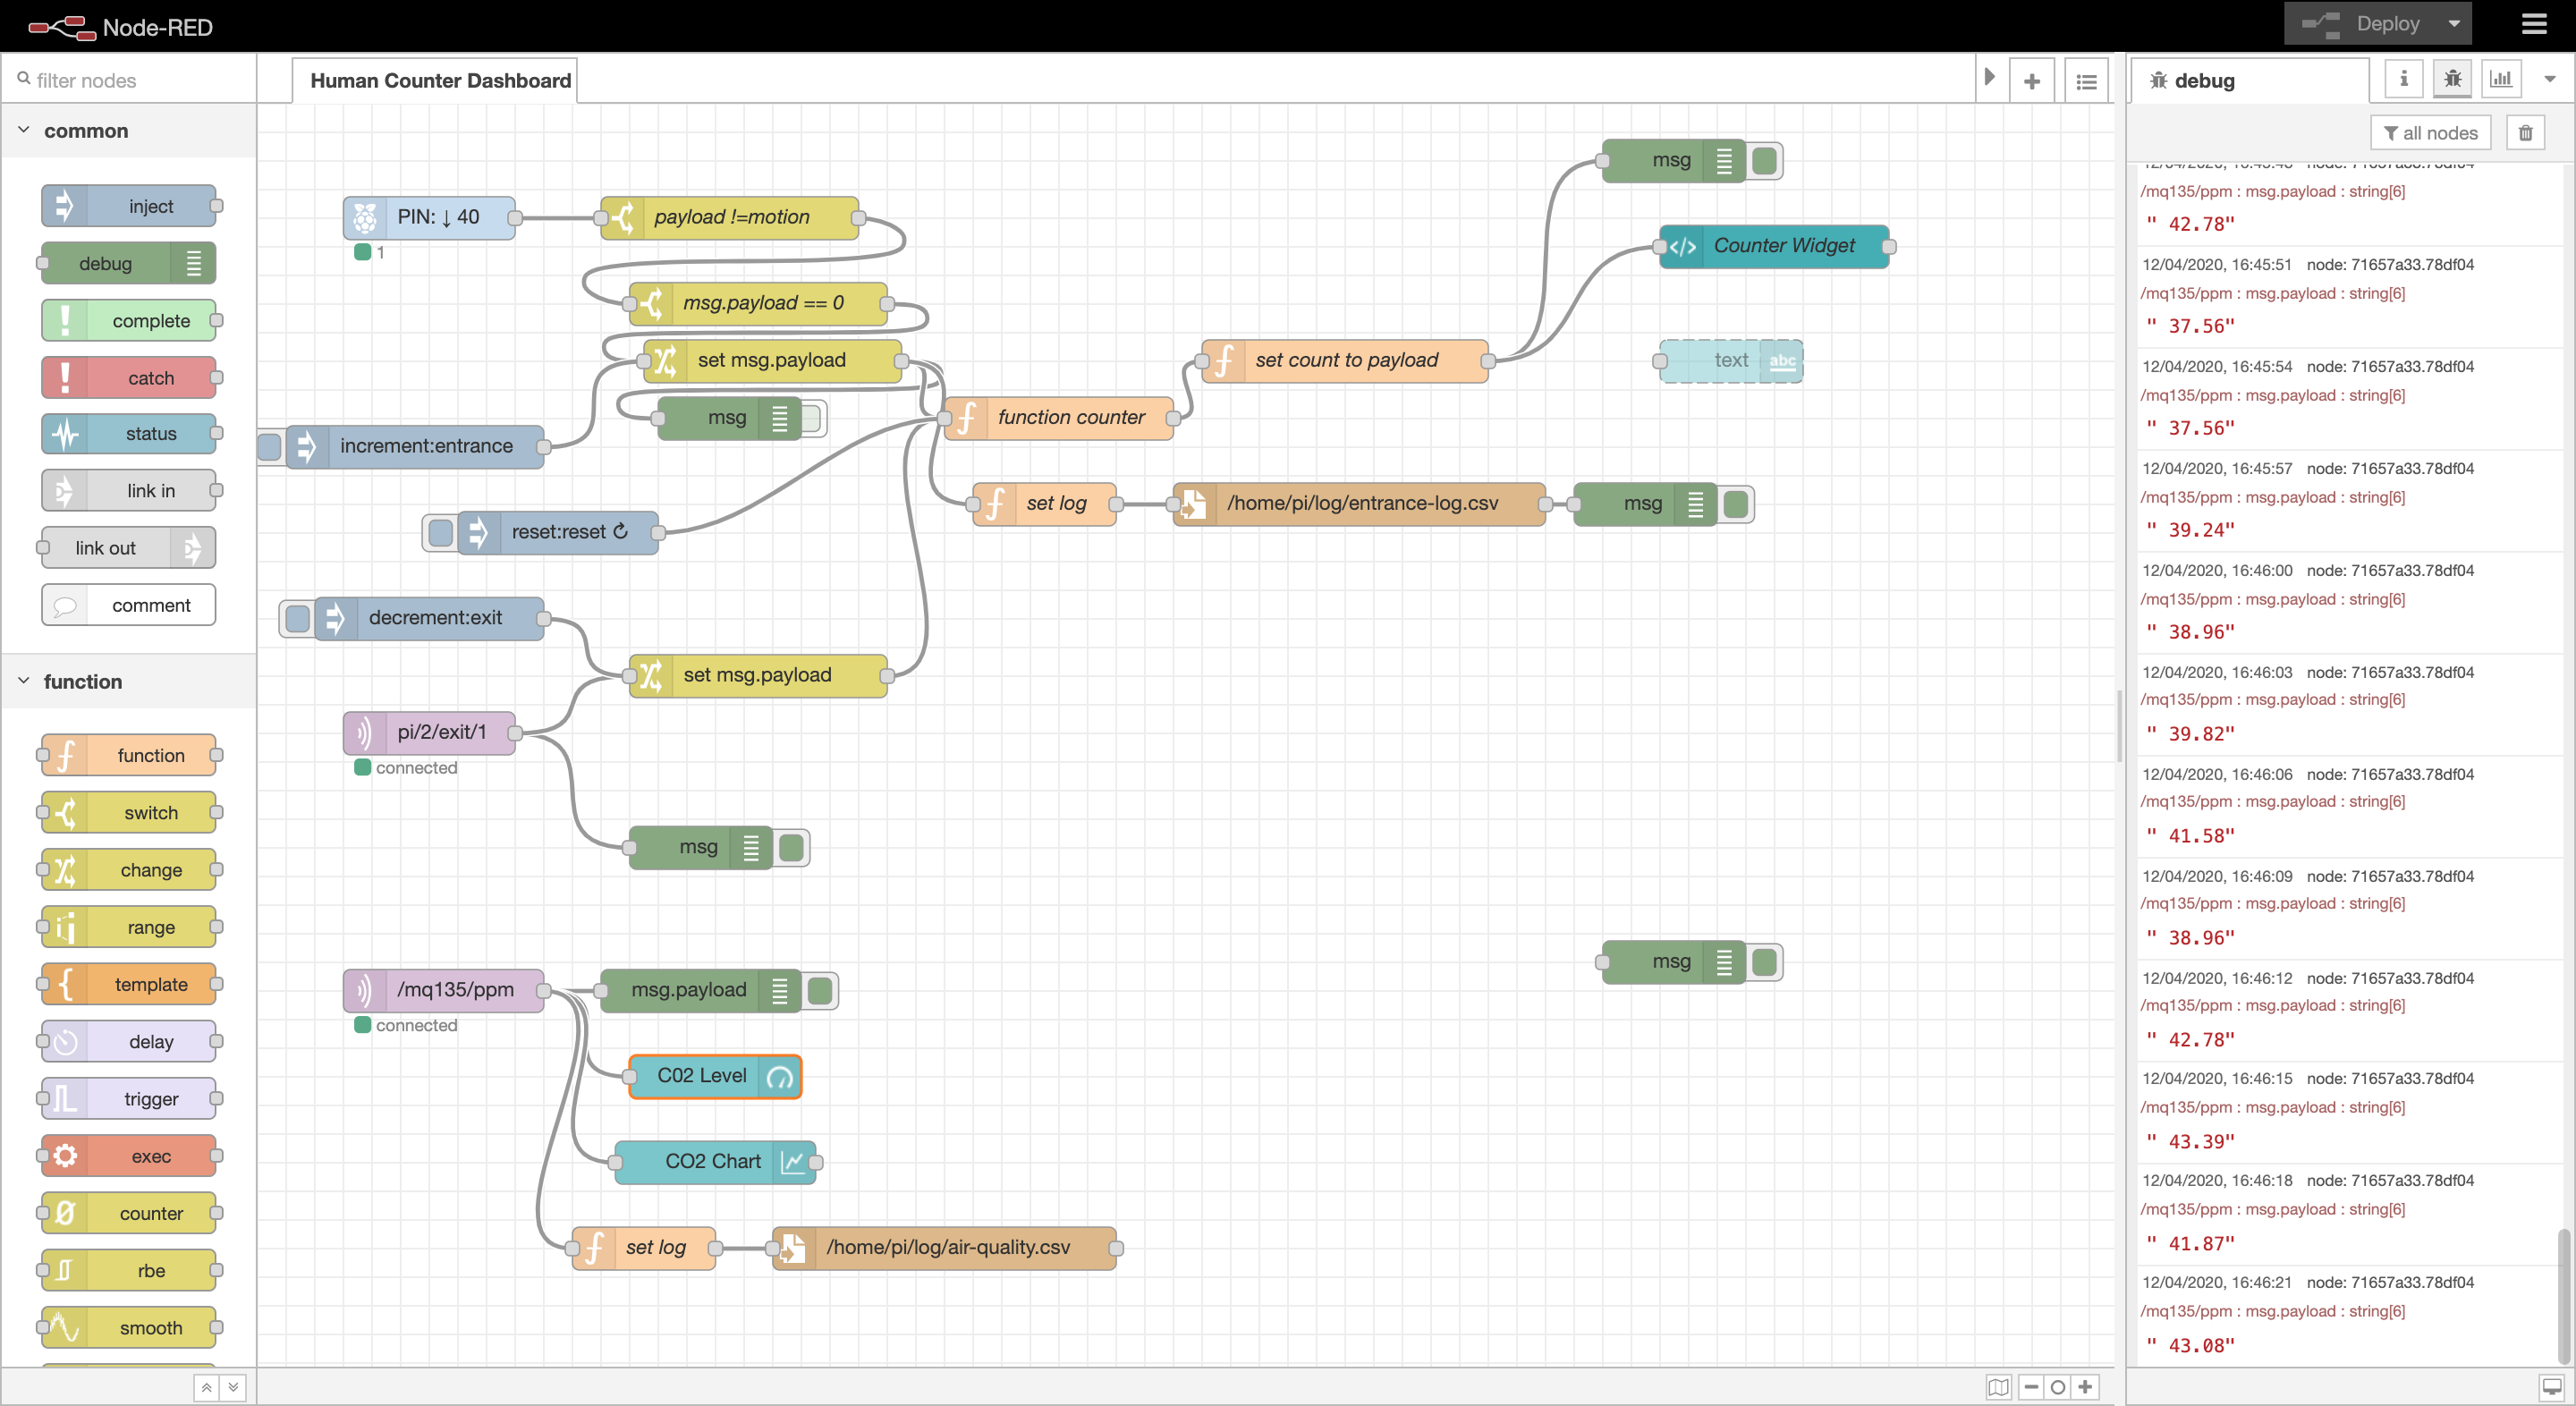 Node-RED
Deploy
filter nodes
common
inject
debug
complete
catch
status
link in
link out
comment
function
function
switch
change
range
template
delay
trigger
exec
counter
rbe
smooth
Human Counter Dashboard
PIN: ↓ 40
1
payload !=motion
msg.payload == 0
set msg.payload
msg
increment:entrance
reset:reset ↻
decrement:exit
set msg.payload
pi/2/exit/1
connected
msg
/mq135/ppm
connected
msg.payload
C02 Level
CO2 Chart
set log
/home/pi/log/air-quality.csv
function counter
set count to payload
set log
/home/pi/log/entrance-log.csv
msg
msg
Counter Widget
text
abc
msg
debug
i
all nodes
/mq135/ppm : msg.payload : string[6]
" 42.78"
12/04/2020, 16:45:51 node: 71657a33.78df04
/mq135/ppm : msg.payload : string[6]
" 37.56"
12/04/2020, 16:45:54 node: 71657a33.78df04
/mq135/ppm : msg.payload : string[6]
" 37.56"
12/04/2020, 16:45:57 node: 71657a33.78df04
/mq135/ppm : msg.payload : string[6]
" 39.24"
12/04/2020, 16:46:00 node: 71657a33.78df04
/mq135/ppm : msg.payload : string[6]
" 38.96"
12/04/2020, 16:46:03 node: 71657a33.78df04
/mq135/ppm : msg.payload : string[6]
" 39.82"
12/04/2020, 16:46:06 node: 71657a33.78df04
/mq135/ppm : msg.payload : string[6]
" 41.58"
12/04/2020, 16:46:09 node: 71657a33.78df04
/mq135/ppm : msg.payload : string[6]
" 38.96"
12/04/2020, 16:46:12 node: 71657a33.78df04
/mq135/ppm : msg.payload : string[6]
" 42.78"
12/04/2020, 16:46:15 node: 71657a33.78df04
/mq135/ppm : msg.payload : string[6]
" 43.39"
12/04/2020, 16:46:18 node: 71657a33.78df04
/mq135/ppm : msg.payload : string[6]
" 41.87"
12/04/2020, 16:46:21 node: 71657a33.78df04
/mq135/ppm : msg.payload : string[6]
" 43.08"